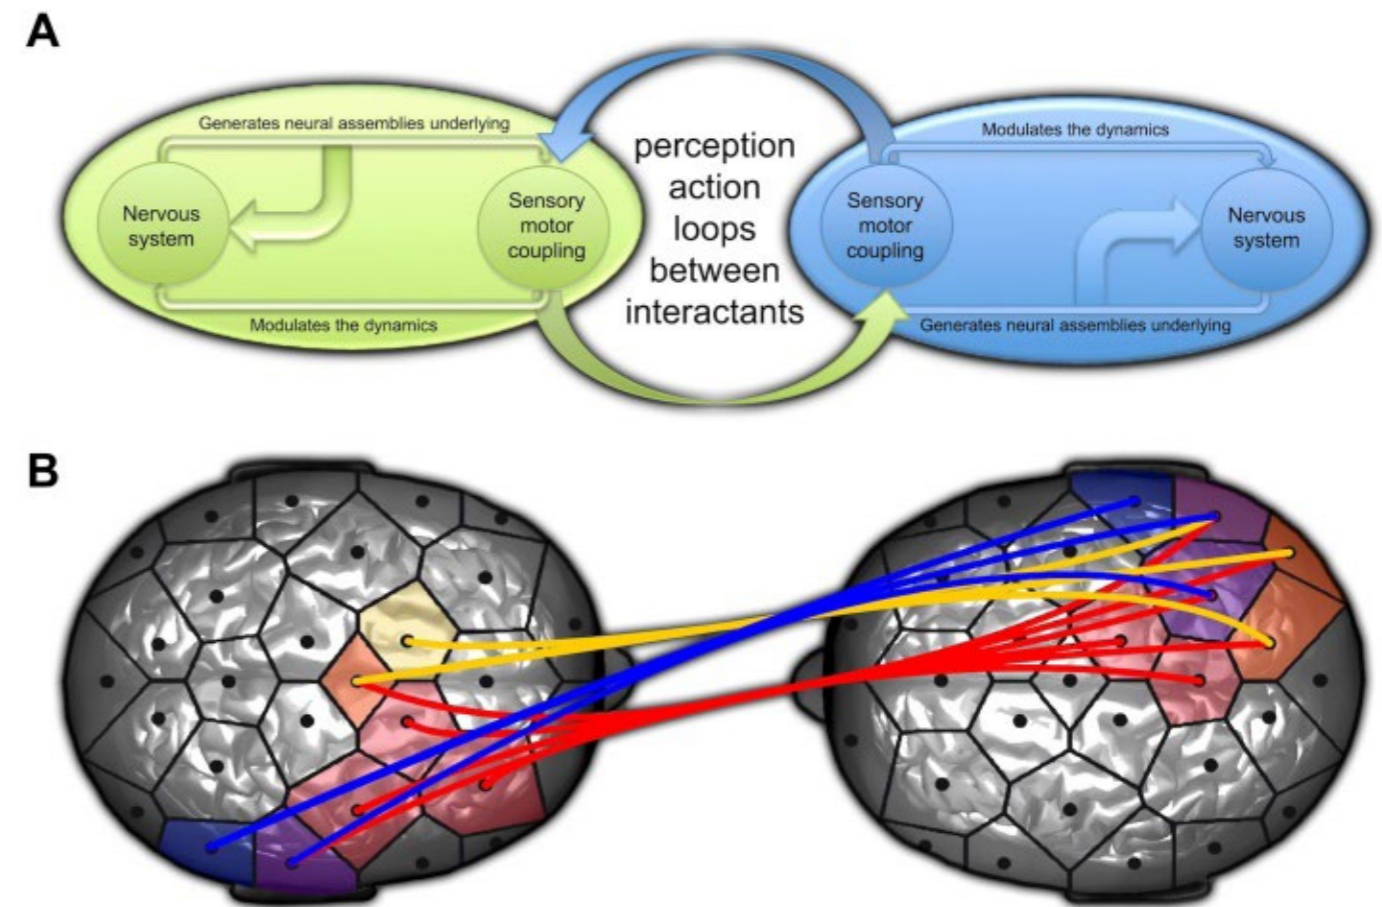 A
Generates neural assemblies underlying
Nervous
system
Sensory
motor
coupling
Modulates the dynamics
perception
action
loops
between
interactants
Modulates the dynamics
Sensory
motor
coupling
Nervous
system
Generates neural assemblies underlying
B